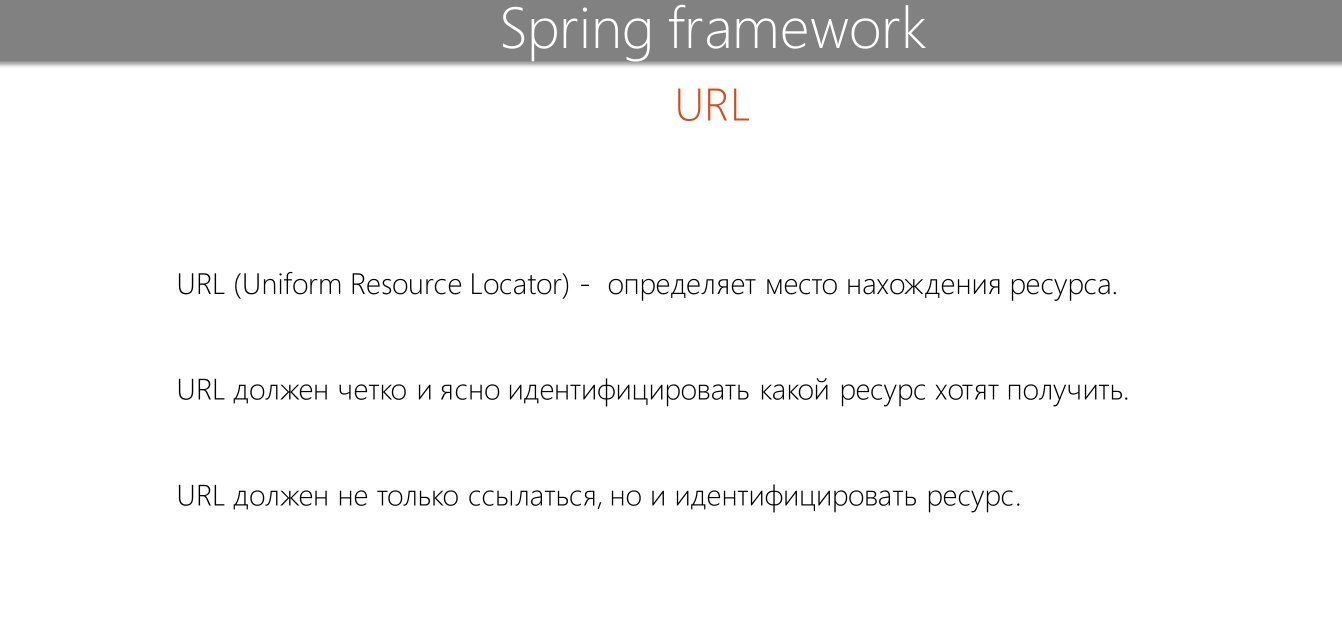 Spring framework
URL
URL (Uniform Resource Locator) - определяет место нахождения ресурса.
URL должен четко и ясно идентифицировать какой ресурс хотят получить.
URL должен не только ссылаться, но и идентифицировать ресурс.